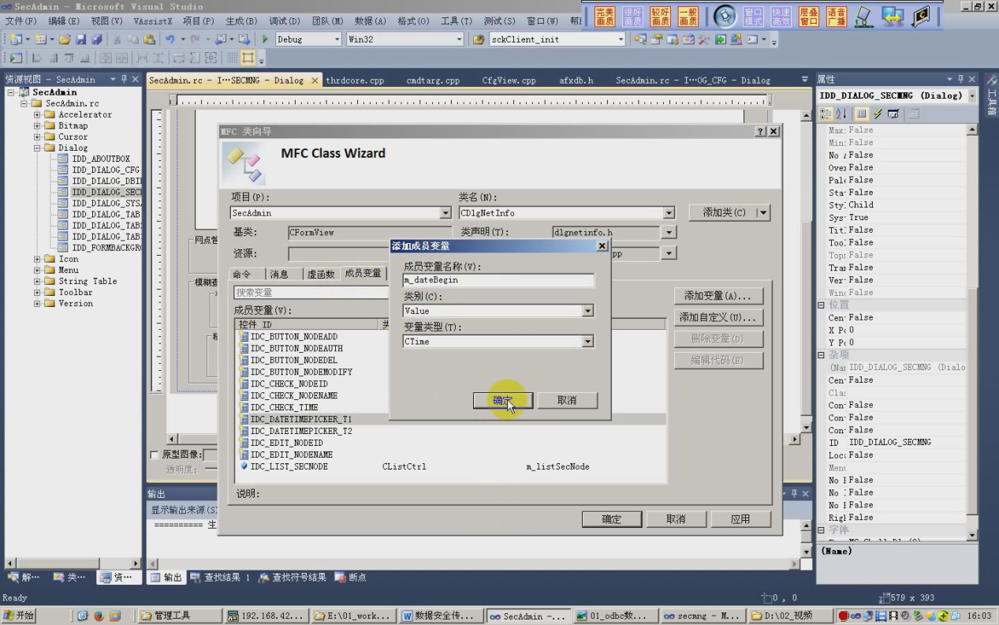 SecAdmin - Microsoft Visual Studio
文件(F) 编辑(E) 视图(V) VAssistX 项目(P) 生成(B) 调试(D) 团队(M) 数据(A) 格式(O) 工具(T) 测试(S) 窗口(W)
完美画质 很好画质 较好画质 一般画质 窗口模式 快速高效 层叠窗口 语音广播
Debug Win32 sckClient_init
资源视图 - SecAdmin
SecAdmin.rc - I⋯SECMNG - Dialog thrdcore.cpp cmdtarg.cpp CfgView.cpp afxdb.h SecAdmin.rc - I⋯OG_CFG - Dialog
SecAdmin
SecAdmin.rc
Accelerator
Bitmap
Cursor
Dialog
IDD_ABOUTBOX
IDD_DIALOG_CFG
IDD_DIALOG_DBI
IDD_DIALOG_SEC
IDD_DIALOG_SYS
IDD_DIALOG_TAB
IDD_DIALOG_TAB
IDD_DIALOG_TAB
IDD_FORMBACKGR
Icon
Menu
String Table
Toolbar
Version
解⋯ 类⋯ 资⋯
MFC 类向导
MFC Class Wizard
项目(P): 类名(N):
SecAdmin CDlgNetInfo 添加类(C)
基类: CFormView 类声明(T): dlgnetinfo.h
资源: pp
命令 消息 虚函数 成员变量
搜索变量
成员变量(V):
控件 ID 类
IDC_BUTTON_NODEADD
IDC_BUTTON_NODEAUTH
IDC_BUTTON_NODEDEL
IDC_BUTTON_NODEMODIFY
IDC_CHECK_NODEID
IDC_CHECK_NODENAME
IDC_CHECK_TIME
IDC_DATETIMEPICKER_T1
IDC_DATETIMEPICKER_T2
IDC_EDIT_NODEID
IDC_EDIT_NODENAME
IDC_LIST_SECNODE CListCtrl m_listSecNode
说明:
添加变量(A)...
添加自定义(U)...
删除变量(D)
编辑代码(E)
确定 取消 应用
添加成员变量
成员变量名称(V):
m_dateBegin
类别(C):
Value
变量类型(T):
CTime
确定 取消
网点管
模糊查
原型图像:
透明度:
输出
显示输出来源(S)
========== 生
输出 查找结果 1 查找符号结果 断点
属性
IDD_DIALOG_SECMNG (Dialog)
Max: False
Min: False
No False
Over False
Pale False
Sta False
Sty: Child
Sys True
Tit: False
Too: False
Topr False
Tra False
Ver False
Wind False
位置
Cen False
X Po 0
Y Po 0
杂项
(Nam IDD_DIALOG_SECMNG (Dialo
Cen False
Clas
Con False
Con False
Con False
ID IDD_DIALOG_SECMNG
Loc: False
Menu
No False
No False
No False
Rigl False
字体
(Name)
工具箱
Ready 0 , 0 579 x 393
开始 管理工具 192.168.42... E:\01_work... 数据安全传... SecAdmin -... 01_odbc数... secmng - M... D:\02_视频 16:03